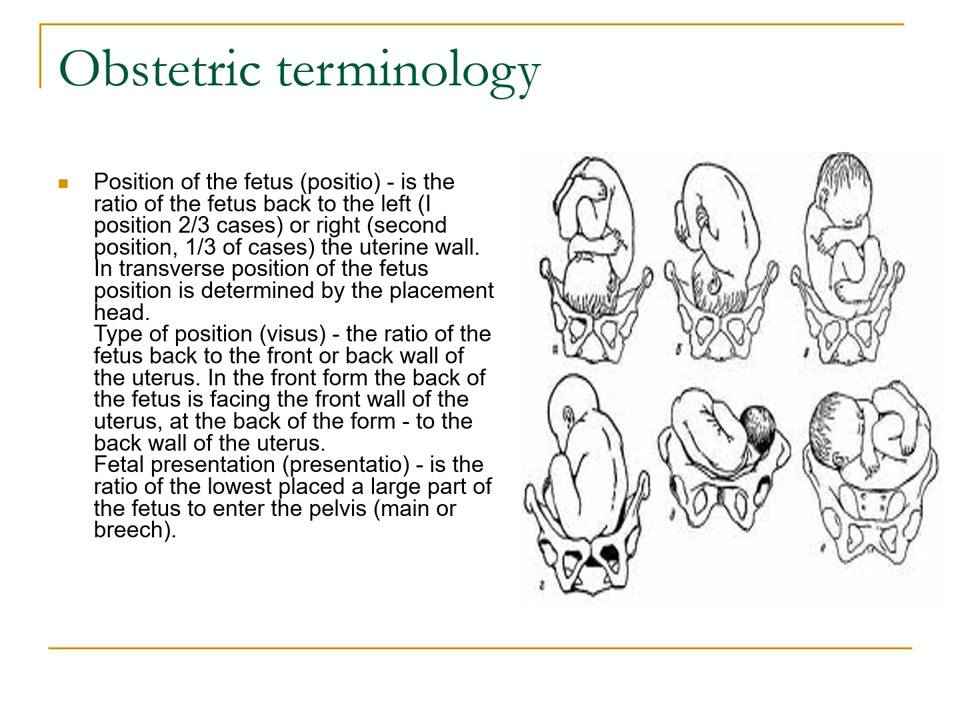 Obstetric terminology
Position of the fetus (positio) - is the
ratio of the fetus back to the left (I
position 2/3 cases) or right (second
position, 1/3 of cases) the uterine wall.
In transverse position of the fetus
position is determined by the placement
head.
Type of position (visus) - the ratio of the
fetus back to the front or back wall of
the uterus. In the front form the back of
the fetus is facing the front wall of the
uterus, at the back of the form - to the
back wall of the uterus.
Fetal presentation (presentatio) - is the
ratio of the lowest placed a large part of
the fetus to enter the pelvis (main or
breech).